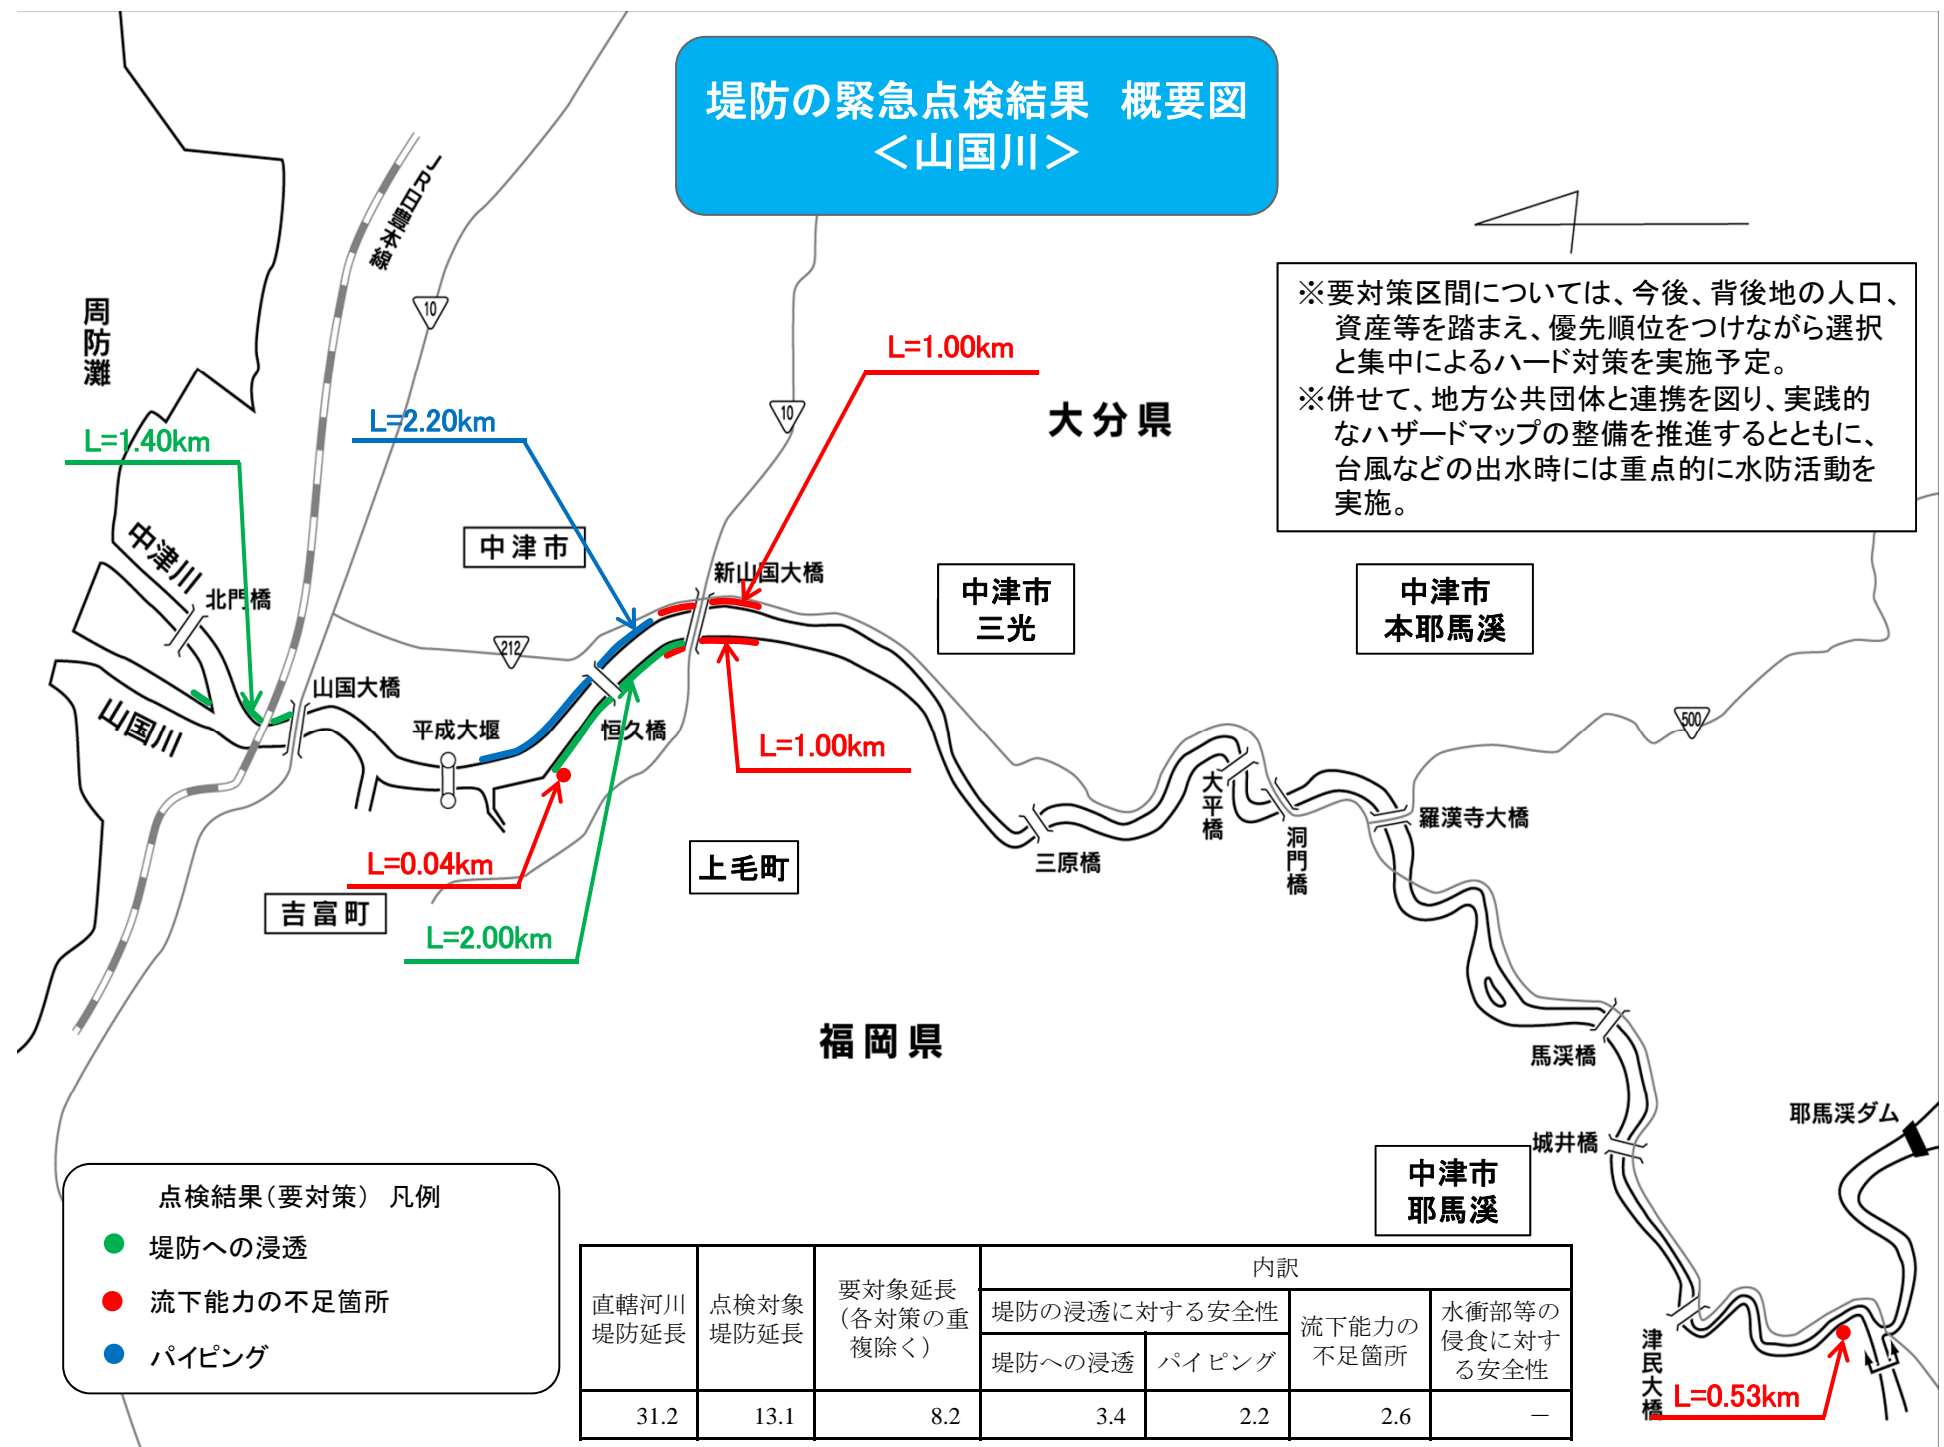 堤防の緊急点検結果　概要図
＜山国川＞
JR日豊本線
周防灘
10
10
※要対策区間については、今後、背後地の人口、
資産等を踏まえ、優先順位をつけながら選択
と集中によるハード対策を実施予定。
※併せて、地方公共団体と連携を図り、実践的
なハザードマップの整備を推進するとともに、
台風などの出水時には重点的に水防活動を
実施。
L=1.00km
大分県
L=2.20km
L=1.40km
中津川
中津市
新山国大橋
北門橋
中津市
三光
中津市
本耶馬溪
212
山国大橋
山国川
平成大堰
恒久橋
L=1.00km
500
大平橋
洞門橋
羅漢寺大橋
三原橋
L=0.04km
上毛町
吉富町
L=2.00km
福岡県
馬渓橋
耶馬渓ダム
城井橋
中津市
耶馬溪
津民大橋
L=0.53km
点検結果（要対策）　凡例
堤防への浸透
流下能力の不足箇所
パイピング
直轄河川
堤防延長
点検対象
堤防延長
要対象延長
（各対策の重
複除く）
内訳
堤防の浸透に対する安全性
堤防への浸透
パイピング
流下能力の
不足箇所
水衝部等の
侵食に対す
る安全性
31.2
13.1
8.2
3.4
2.2
2.6
－